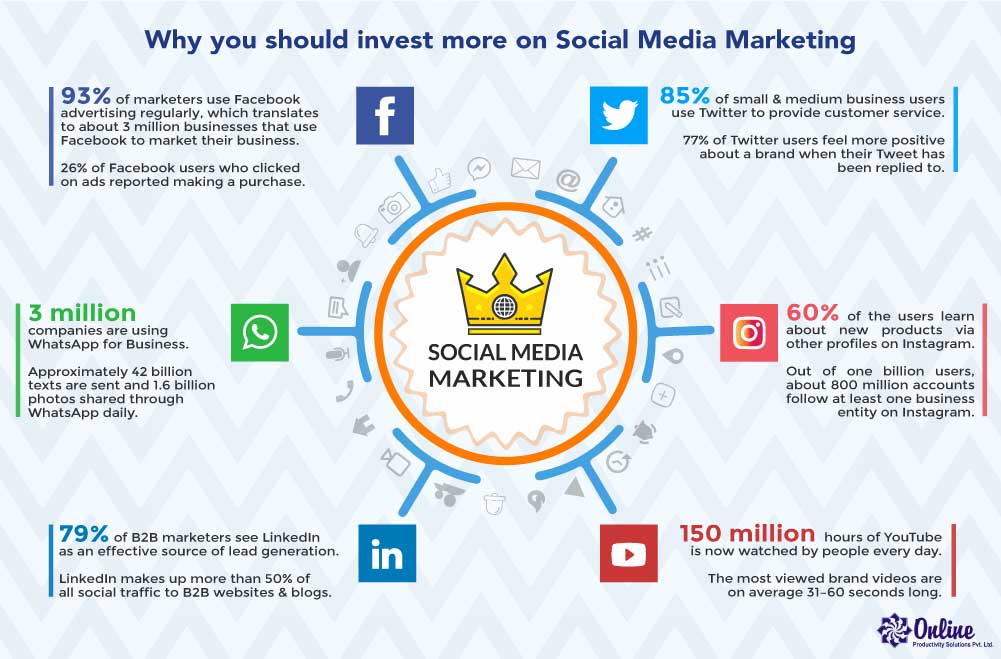 Why you should invest more on Social Media Marketing
93% of marketers use Facebook
advertising regularly, which translates
to about 3 million businesses that use
Facebook to market their business.
26% of Facebook users who clicked
on ads reported making a purchase.
85% of small & medium business users
use Twitter to provide customer service.
77% of Twitter users feel more positive
about a brand when their Tweet has
been replied to.
3 million
companies are using
WhatsApp for Business.
Approximately 42 billion
texts are sent and 1.6 billion
photos shared through
WhatsApp daily.
SOCIAL MEDIA
MARKETING
60% of the users learn
about new products via
other profiles on Instagram.
Out of one billion users,
about 800 million accounts
follow at least one business
entity on Instagram.
79% of B2B marketers see LinkedIn
as an effective source of lead generation.
LinkedIn makes up more than 50% of
all social traffic to B2B websites & blogs.
150 million hours of YouTube
is now watched by people every day.
The most viewed brand videos are
on average 31–60 seconds long.
Online
Productivity Solutions Pvt. Ltd.